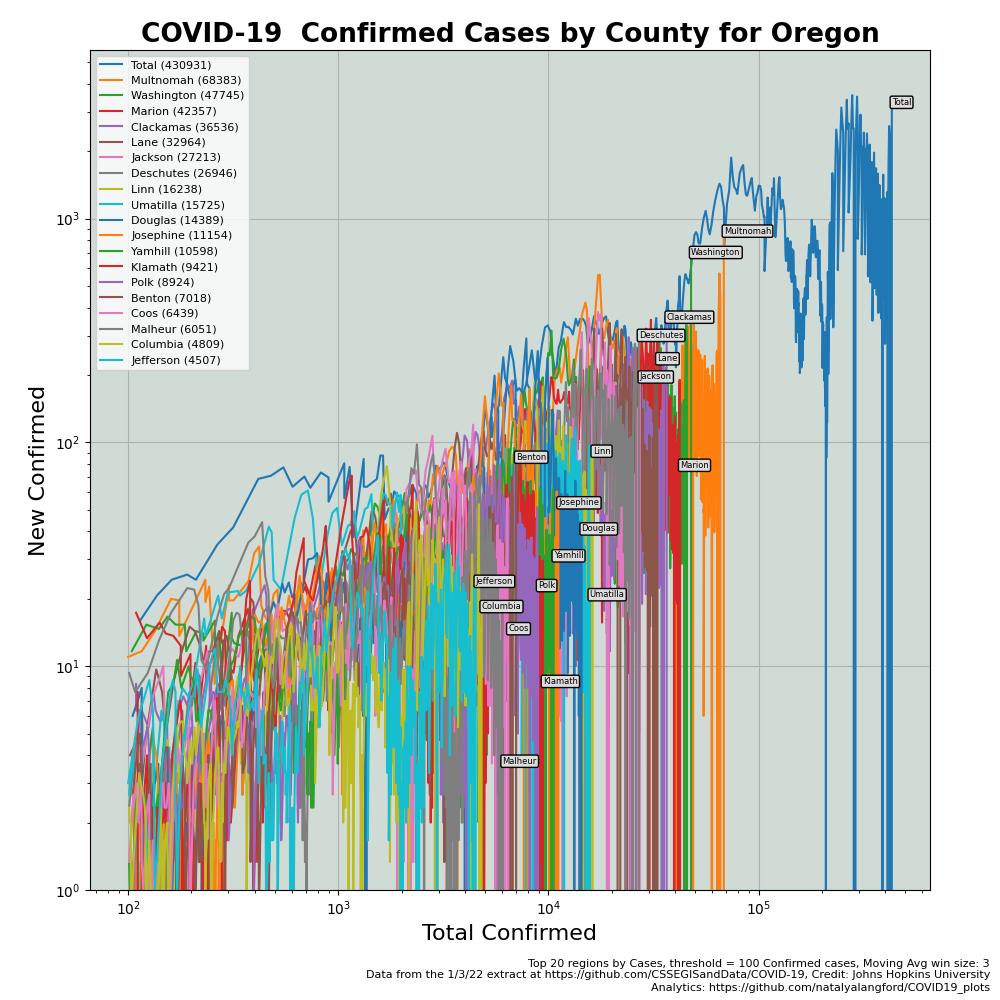 COVID-19  Confirmed Cases by County for Oregon
Total (430931)
Multnomah (68383)
Washington (47745)
Marion (42357)
Clackamas (36536)
Lane (32964)
Jackson (27213)
Deschutes (26946)
Linn (16238)
Umatilla (15725)
Douglas (14389)
Josephine (11154)
Yamhill (10598)
Klamath (9421)
Polk (8924)
Benton (7018)
Coos (6439)
Malheur (6051)
Columbia (4809)
Jefferson (4507)
Total
Multnomah
Washington
Clackamas
Deschutes
Lane
Jackson
Linn
Benton
Marion
Josephine
Douglas
Yamhill
Jefferson
Polk
Umatilla
Columbia
Coos
Klamath
Malheur
New Confirmed
10³
10²
10¹
10⁰
10²
10³
10⁴
10⁵
Total Confirmed
Top 20 regions by Cases, threshold = 100 Confirmed cases, Moving Avg win size: 3
Data from the 1/3/22 extract at https://github.com/CSSEGISandData/COVID-19, Credit: Johns Hopkins University
Analytics: https://github.com/natalyalangford/COVID19_plots